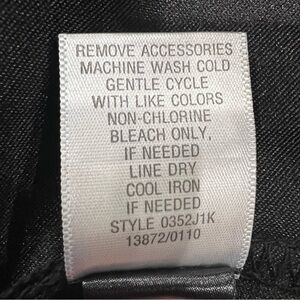 REMOVE ACCESSORIES
MACHINE WASH COLD
GENTLE CYCLE
WITH LIKE COLORS
NON-CHLORINE
BLEACH ONLY,
IF NEEDED
LINE DRY
COOL IRON
IF NEEDED
STYLE 0352J1K
13872/0110